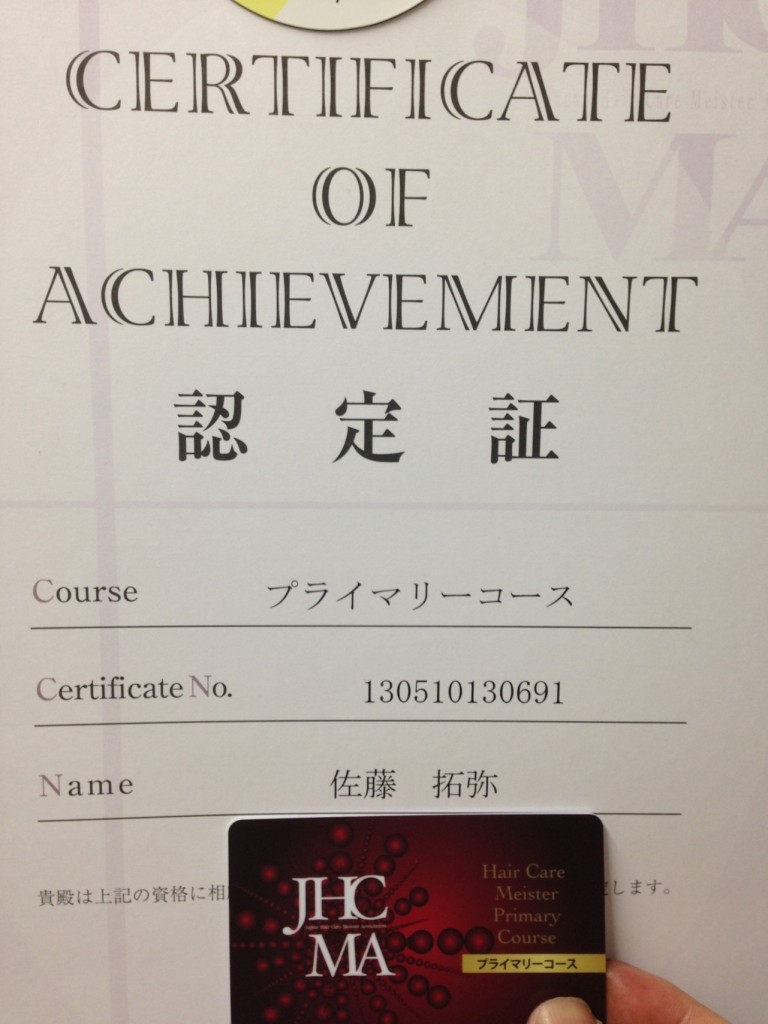 CERTIFICATE
OF
ACHIEVEMENT
認 定 証
Course プライマリーコース
Certificate No. 130510130691
Name 佐藤 拓弥
貴殿は上記の資格に相 します。
JHC
MA
Hair Care
Meister
Primary
Course
プライマリーコース